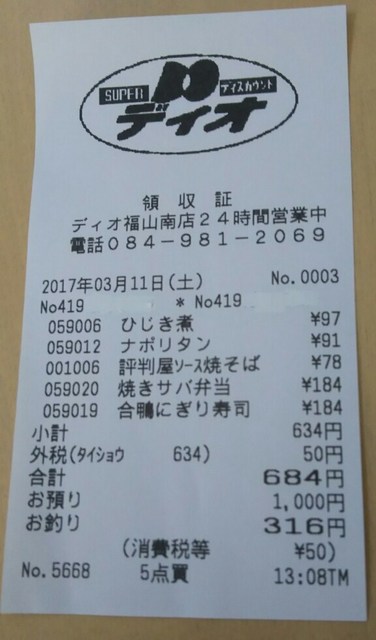 SUPER ディスカウント
ディオ
領収証
ディオ福山南店24時間営業中
電話084-981-2069
2017年03月11日(土) No.0003
No419 * No419
059006 ひじき煮 ¥97
059012 ナポリタン ¥91
001006 評判屋ソース焼そば ¥78
059020 焼きサバ弁当 ¥184
059019 合鴨にぎり寿司 ¥184
小計 634円
外税(タイショウ 634) 50円
合計 684円
お預り 1,000円
お釣り 316円
(消費税等 ¥50)
No.5668 5点買 13:08TM